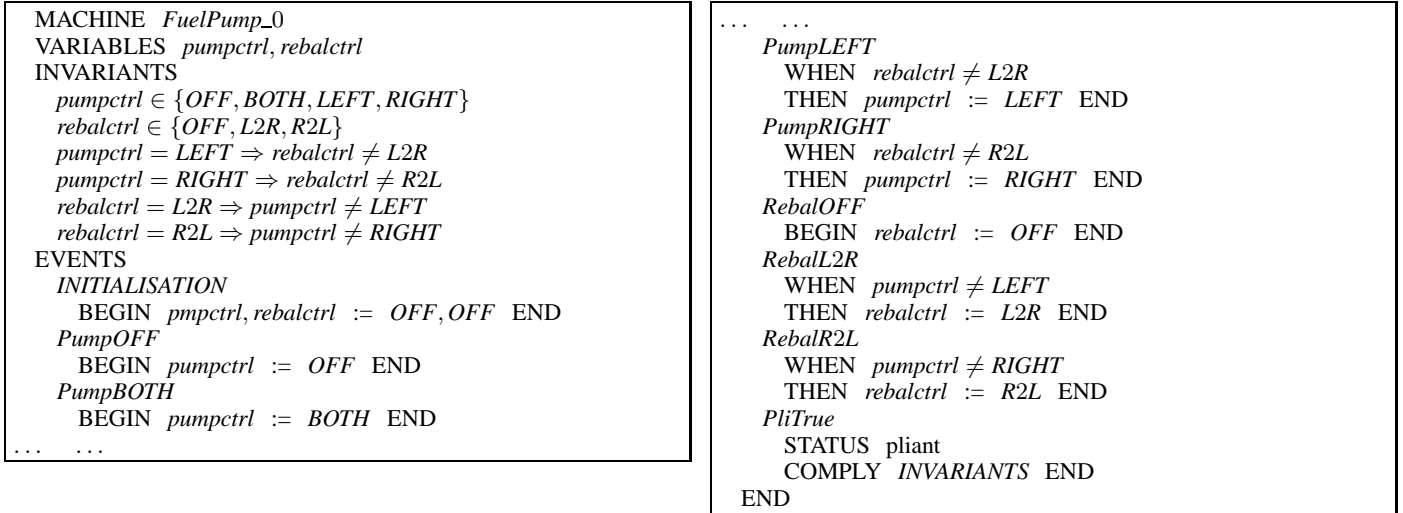 MACHINE FuelPump_0
VARIABLES pumpctrl, rebalctrl
INVARIANTS
pumpctrl ∈ {OFF, BOTH, LEFT, RIGHT}
rebalctrl ∈ {OFF, L2R, R2L}
pumpctrl = LEFT ⇒ rebalctrl ≠ L2R
pumpctrl = RIGHT ⇒ rebalctrl ≠ R2L
rebalctrl = L2R ⇒ pumpctrl ≠ LEFT
rebalctrl = R2L ⇒ pumpctrl ≠ RIGHT
EVENTS
INITIALISATION
BEGIN pmpctrl, rebalctrl := OFF, OFF END
PumpOFF
BEGIN pumpctrl := OFF END
PumpBOTH
BEGIN pumpctrl := BOTH END
... ...
... ...
PumpLEFT
WHEN rebalctrl ≠ L2R
THEN pumpctrl := LEFT END
PumpRIGHT
WHEN rebalctrl ≠ R2L
THEN pumpctrl := RIGHT END
RebalOFF
BEGIN rebalctrl := OFF END
RebalL2R
WHEN pumpctrl ≠ LEFT
THEN rebalctrl := L2R END
RebalR2L
WHEN pumpctrl ≠ RIGHT
THEN rebalctrl := R2L END
PliTrue
STATUS pliant
COMPLY INVARIANTS END
END